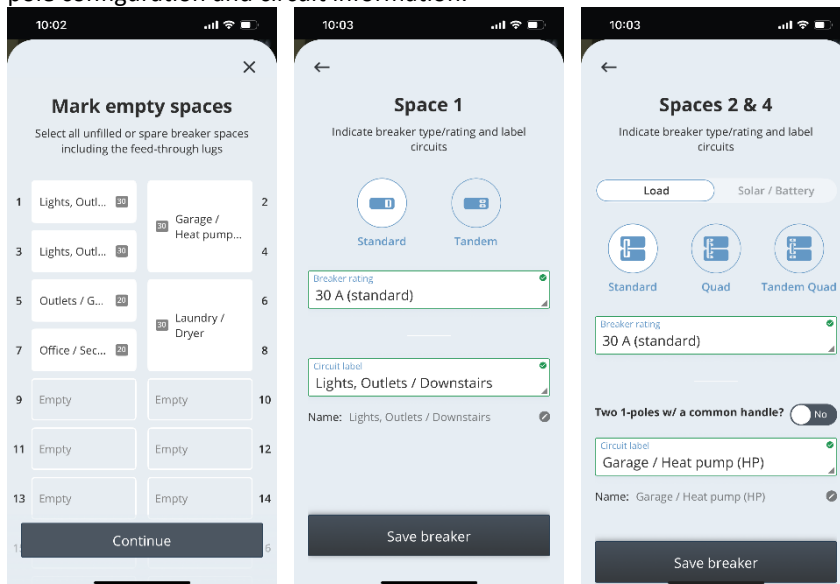 pole configuration and circuit information.
10:02
Mark empty spaces
Select all unfilled or spare breaker spaces
including the feed-through lugs
1 Lights, Outl... 30
Garage /
Heat pump...
30
2
3 Lights, Outl... 30
4
5 Outlets / G... 20
Laundry /
Dryer
30
6
7 Office / Sec... 20
8
9 Empty Empty 10
11 Empty Empty 12
13 Empty Empty 14
Continue
6
10:03
Space 1
Indicate breaker type/rating and label
circuits
Standard Tandem
Breaker rating
30 A (standard)
Circuit label
Lights, Outlets / Downstairs
Name: Lights, Outlets / Downstairs
Save breaker
10:03
Spaces 2 & 4
Indicate breaker type/rating and label
circuits
Load Solar / Battery
Standard Quad Tandem Quad
Breaker rating
30 A (standard)
Two 1-poles w/ a common handle? No
Circuit label
Garage / Heat pump (HP)
Name: Garage / Heat pump (HP)
Save breaker